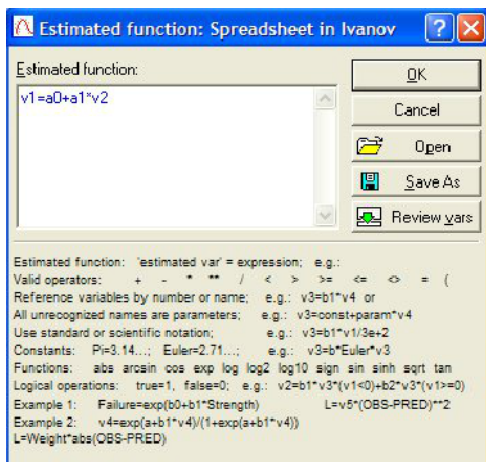 Estimated function: Spreadsheet in Ivanov
Estimated function:
v1=a0+a1*v2
OK
Cancel
Open
Save As
Review vars
Estimated function: 'estimated var' = expression; e.g.:
Valid operators: + - * ** / < > >= <= <> = (
Reference variables by number or name; e.g.: v3=b1*v4 or
All unrecognized names are parameters; e.g.: v3=const+param*v4
Use standard or scientific notation; e.g.: v3=b1*v1/3e+2
Constants: Pi=3.14...; Euler=2.71...; e.g.: v3=b*Euler*v3
Functions: abs arcsin cos exp log log2 log10 sign sin sinh sqrt tan
Logical operations: true=1, false=0; e.g.: v2=b1*v3*(v1<0)+b2*v3*(v1>=0)
Example 1: Failure=exp(b0+b1*Strength) L=v5*(OBS-PRED)**2
Example 2: v4=exp(a+b1*v4)/(1+exp(a+b1*v4))
L=Weight*abs(OBS-PRED)